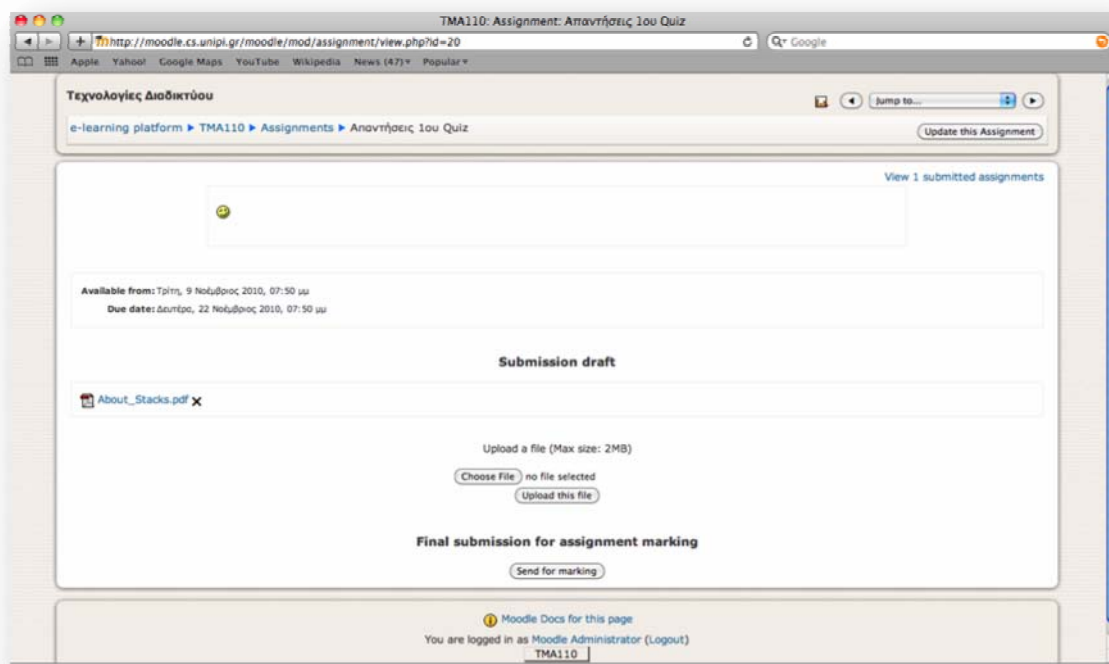 TMA110: Assignment: Απαντήσεις 1ου Quiz
http://moodle.cs.unipi.gr/moodle/mod/assignment/view.php?id=20
Google
Apple Yahoo! Google Maps YouTube Wikipedia News (47) Popular
Τεχνολογίες Διαδικτύου
Jump to...
e-learning platform ► TMA110 ► Assignments ► Απαντήσεις 1ου Quiz
Update this Assignment
View 1 submitted assignments
Available from: Τρίτη, 9 Νοέμβριος 2010, 07:50 μμ
Due date: Δευτέρα, 22 Νοέμβριος 2010, 07:50 μμ
Submission draft
About_Stacks.pdf
Upload a file (Max size: 2MB)
Choose File no file selected
Upload this file
Final submission for assignment marking
Send for marking
Moodle Docs for this page
You are logged in as Moodle Administrator (Logout)
TMA110